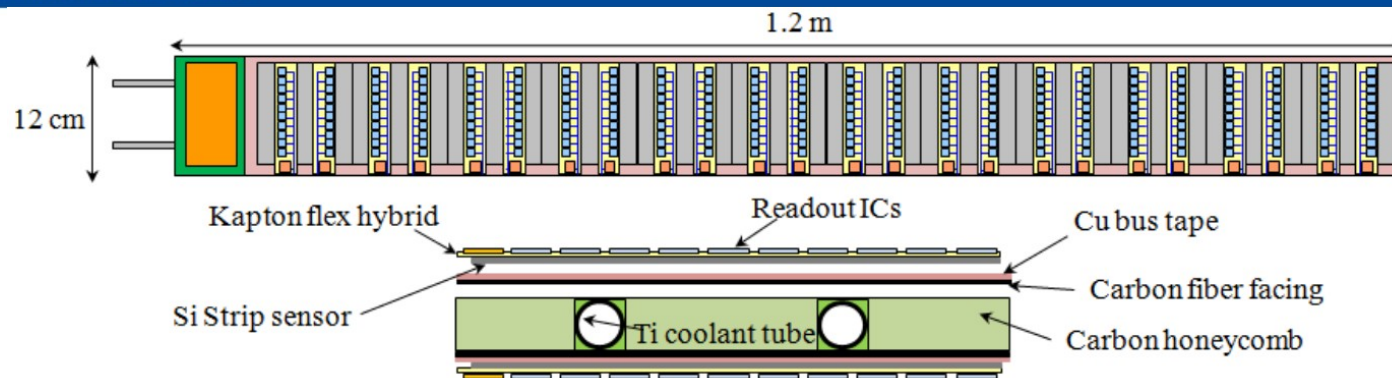 1.2 m
12 cm
Kapton flex hybrid
Readout ICs
Cu bus tape
Si Strip sensor
Carbon fiber facing
Ti coolant tube
Carbon honeycomb